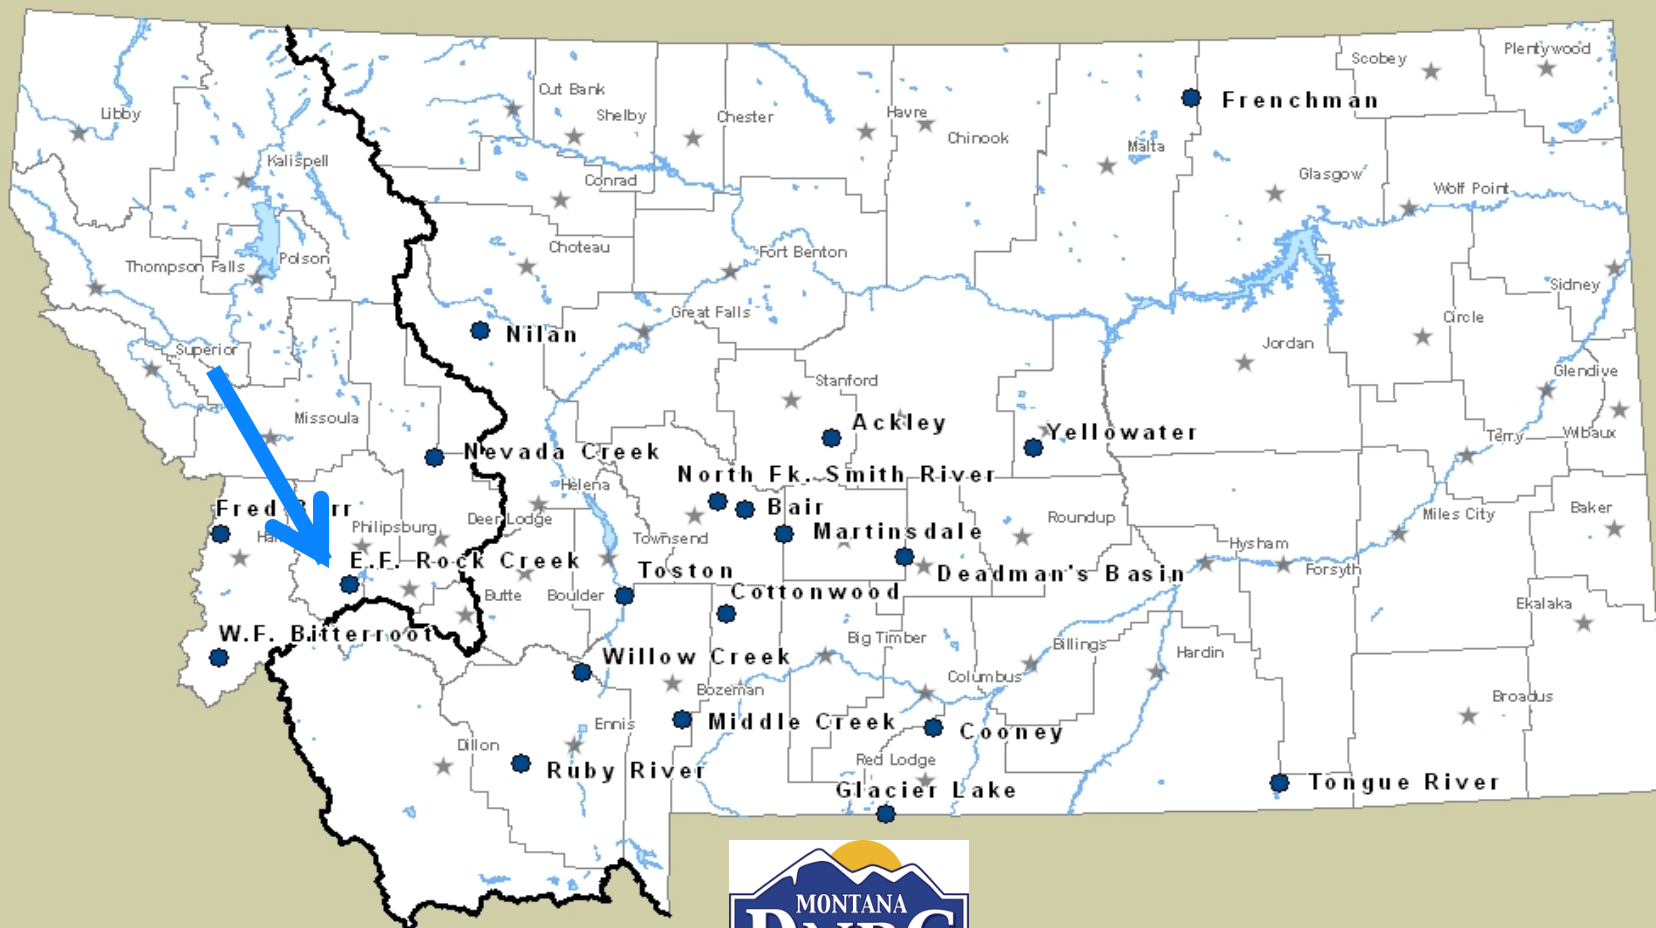 Plentywood
Scobey
Cut Bank
Frenchman
Libby
Shelby
Chester
Havre
Chinook
Malta
Kalispell
Conrad
Glasgow
Wolf Point
Choteau
Fort Benton
Polson
Thompson Falls
Sidney
Great Falls
Circle
Nilan
Jordan
Superior
Glendive
Stanford
Missoula
Ackley
Yellowater
Terry
Wibaux
Nevada Creek
North Fk. Smith River
Helena
Fred Burr
Bair
Baker
Miles City
Deer Lodge
Roundup
Philipsburg
Martinsdale
Townsend
Hysham
E.F. Rock Creek
Toston
Deadman's Basin
Forsyth
Butte
Boulder
Cottonwood
Ekalaka
W.F. Bitterroot
Big Timber
Billings
Hardin
Willow Creek
Columbus
Bozeman
Broadus
Ennis
Middle Creek
Cooney
Dillon
Red Lodge
Ruby River
Glacier Lake
Tongue River
MONTANA